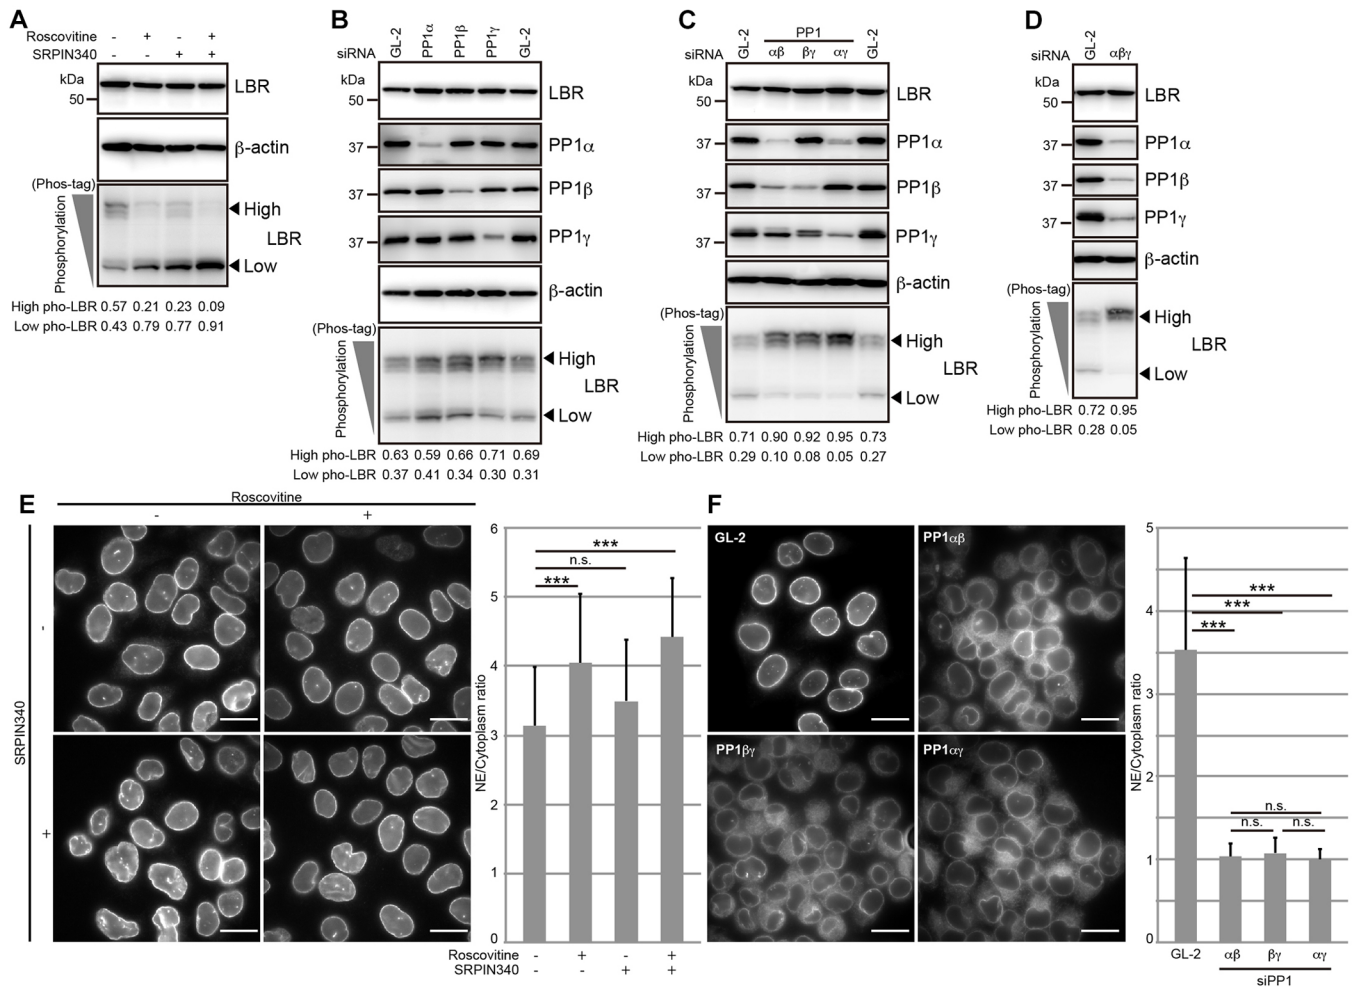 A
Roscovitine - + - +
SRPIN340 - - + +
kDa
50
LBR
β-actin
(Phos-tag)
Phosphorylation
High
LBR
Low
High pho-LBR 0.57 0.21 0.23 0.09
Low pho-LBR 0.43 0.79 0.77 0.91
B
siRNA GL-2 PP1α PP1β PP1γ GL-2
kDa
50
LBR
37
PP1α
37
PP1β
37
PP1γ
β-actin
(Phos-tag)
Phosphorylation
High
LBR
Low
High pho-LBR 0.63 0.59 0.66 0.71 0.69
Low pho-LBR 0.37 0.41 0.34 0.30 0.31
C
PP1
siRNA GL-2 αβ βγ αγ GL-2
kDa
50
LBR
37
PP1α
37
PP1β
37
PP1γ
β-actin
(Phos-tag)
Phosphorylation
High
LBR
Low
High pho-LBR 0.71 0.90 0.92 0.95 0.73
Low pho-LBR 0.29 0.10 0.08 0.05 0.27
D
siRNA GL-2 αβγ
kDa
50
LBR
37
PP1α
37
PP1β
37
PP1γ
β-actin
(Phos-tag)
Phosphorylation
High
LBR
Low
High pho-LBR 0.72 0.95
Low pho-LBR 0.28 0.05
E
Roscovitine
- +
SRPIN340
-
+
NE/Cytoplasm ratio
6
5
4
3
2
1
0
***
n.s.
***
Roscovitine - + - +
SRPIN340 - - + +
F
GL-2
PP1αβ
PP1βγ
PP1αγ
NE/Cytoplasm ratio
5
4
3
2
1
0
***
***
***
n.s.
n.s. n.s.
GL-2 αβ βγ αγ
siPP1